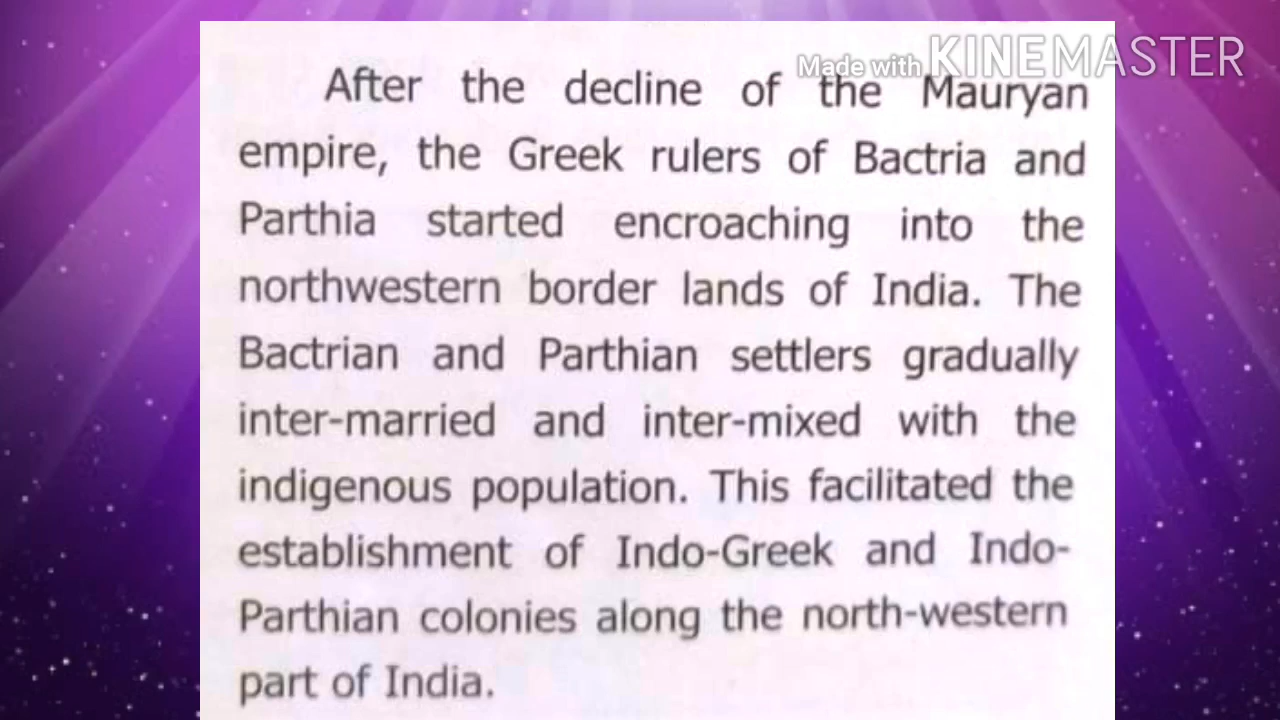 Made with KINEMASTER
After the decline of the Mauryan
empire, the Greek rulers of Bactria and
Parthia started encroaching into the
northwestern border lands of India. The
Bactrian and Parthian settlers gradually
inter-married and inter-mixed with the
indigenous population. This facilitated the
establishment of Indo-Greek and Indo-
Parthian colonies along the north-western
part of India.